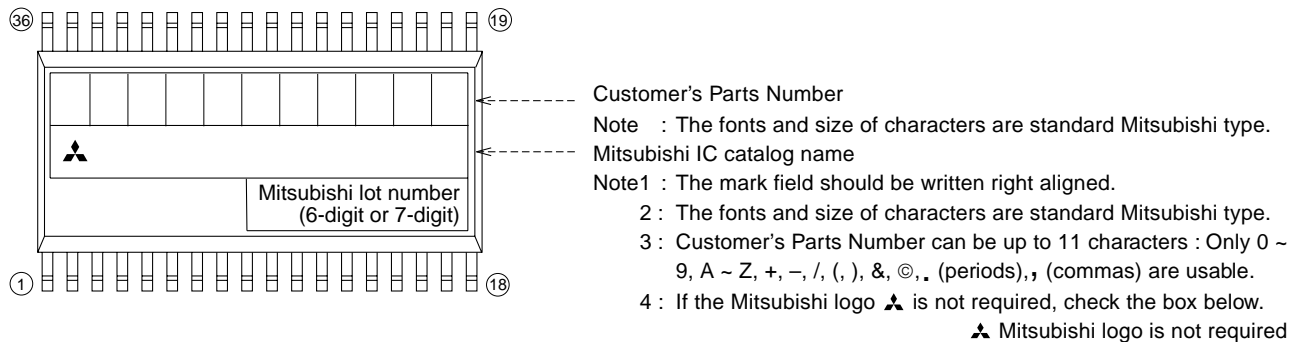 36 19
Customer's Parts Number
Note : The fonts and size of characters are standard Mitsubishi type.
Mitsubishi IC catalog name
Mitsubishi lot number
(6-digit or 7-digit)
Note1 : The mark field should be written right aligned.
2 : The fonts and size of characters are standard Mitsubishi type.
3 : Customer's Parts Number can be up to 11 characters : Only 0 ~
9, A ~ Z, +, –, /, (, ), &, ©, . (periods), , (commas) are usable.
1 18
4 : If the Mitsubishi logo is not required, check the box below.
Mitsubishi logo is not required